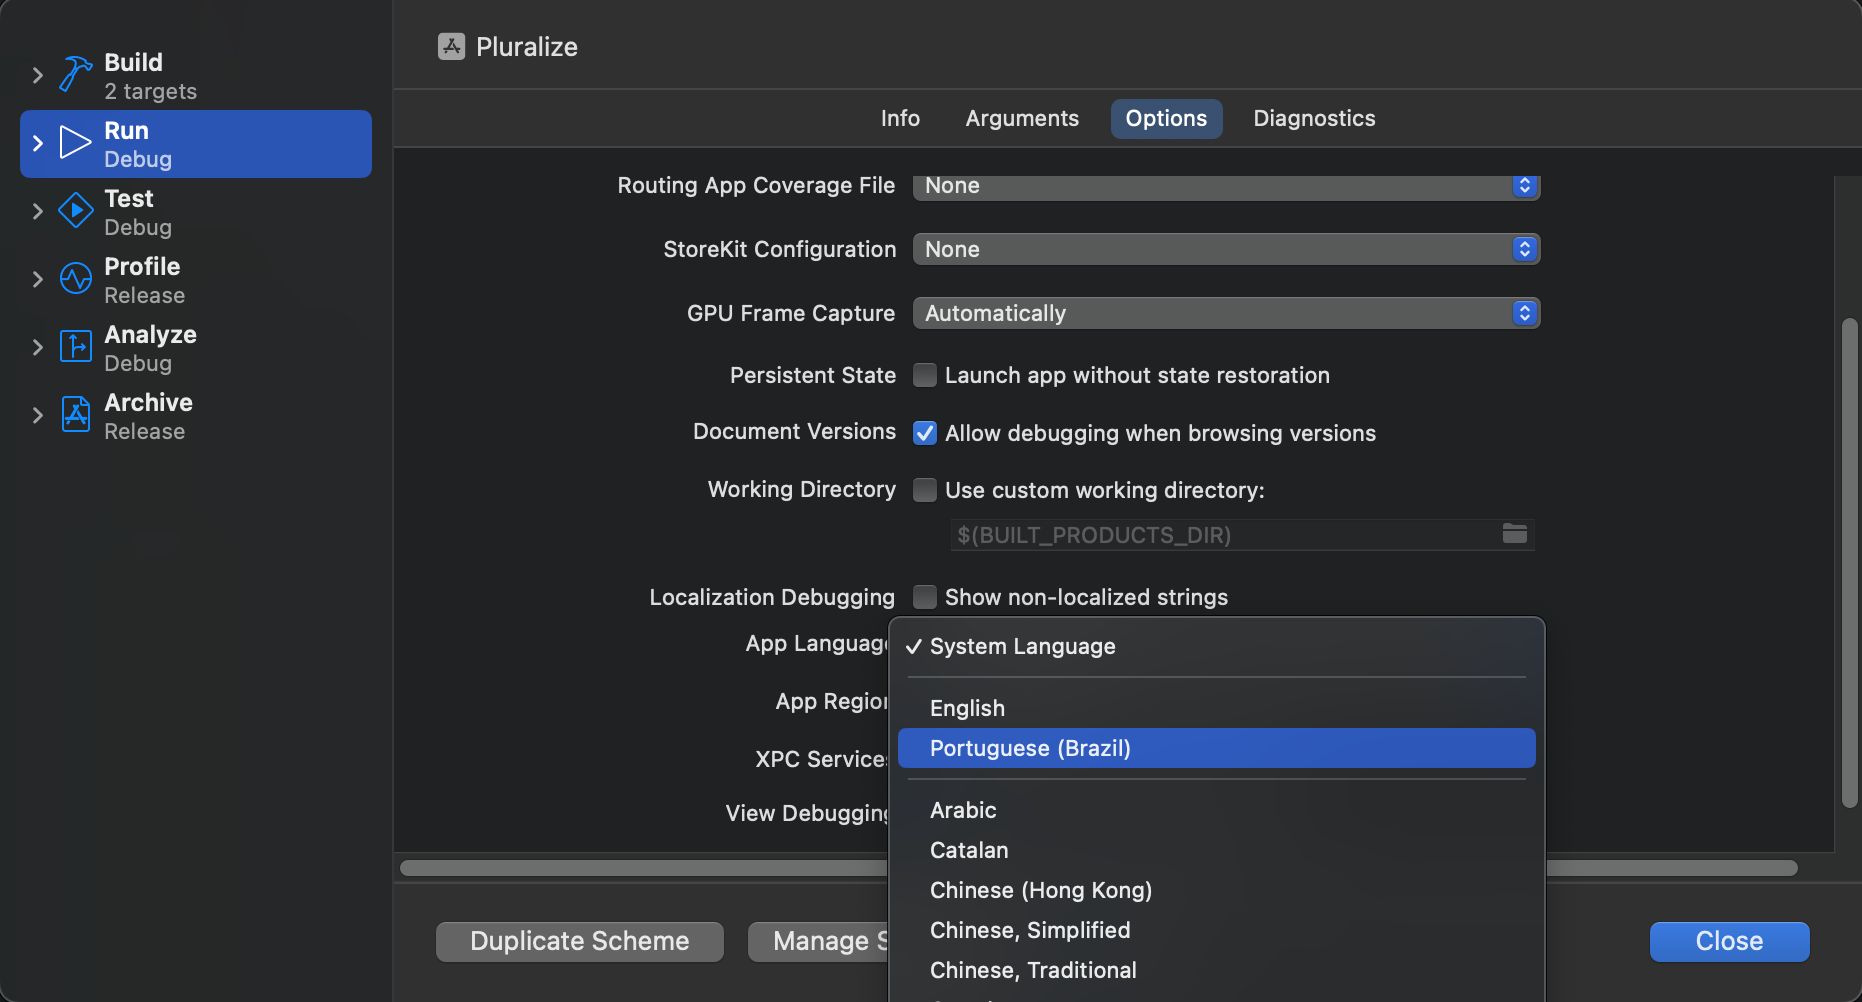 Build
2 targets
Run
Debug
Test
Debug
Profile
Release
Analyze
Debug
Archive
Release
Pluralize
Info Arguments Options Diagnostics
Routing App Coverage File None
StoreKit Configuration None
GPU Frame Capture Automatically
Persistent State Launch app without state restoration
Document Versions Allow debugging when browsing versions
Working Directory Use custom working directory:
$(BUILT_PRODUCTS_DIR)
Localization Debugging Show non-localized strings
App Language System Language
App Region English
Portuguese (Brazil)
XPC Services
View Debugging Arabic
Catalan
Chinese (Hong Kong)
Chinese, Simplified
Chinese, Traditional
Duplicate Scheme Manage S Close